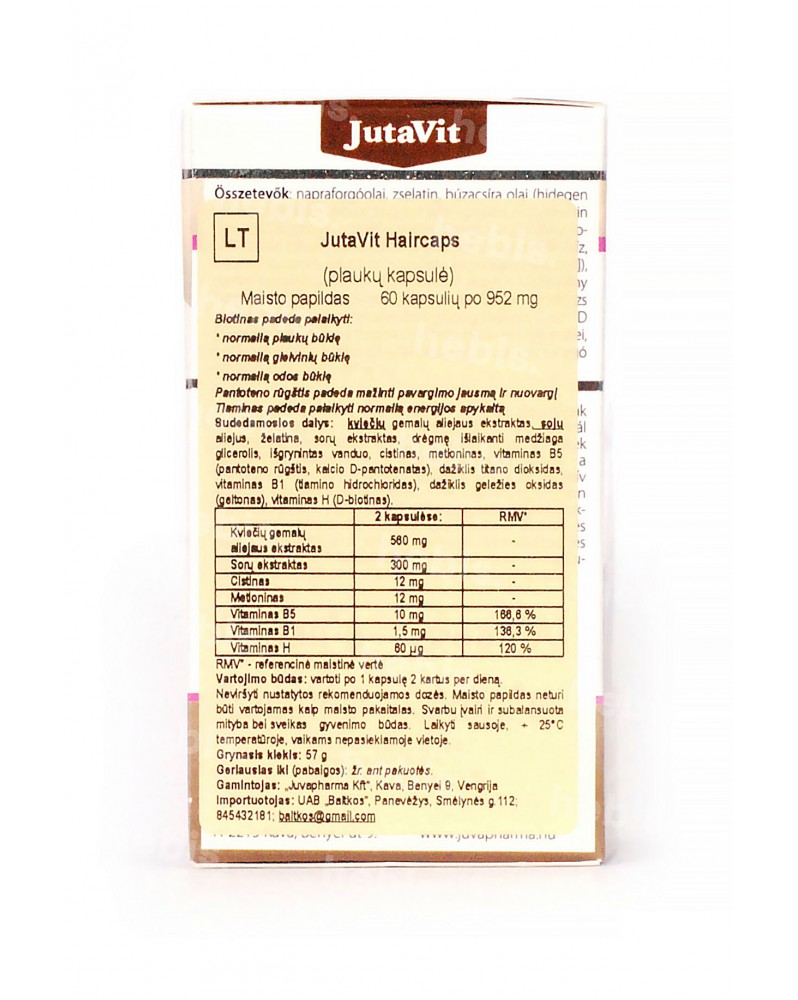 JutaVit
Összetevők: napraforgóolaj, zselatin, búzacsíra olaj (hidegen
LT
JutaVit Haircaps
(plaukų kapsulė)
Maisto papildas 60 kapsulių po 952 mg
Biotinas padeda palaikyti:
* normalią plaukų būklę
* normalią gleivinių būklę
* normalią odos būklę
Pantoteno rūgštis padeda mažinti pavargimo jausmą ir nuovargį
Tiaminas padeda palaikyti normalią energijos apykaitą
Sudedamosios dalys: kviečių gemalų aliejaus ekstraktas, sojų
aliejus, želatina, sorų ekstraktas, drėgmę išlaikanti medžiaga
glicerolis, išgrynintas vanduo, cistinas, metioninas, vitaminas B5
(pantoteno rūgštis, kalcio D-pantotenatas), dažiklis titano dioksidas,
vitaminas B1 (tiamino hidrochloridas), dažiklis geležies oksidas
(geltonas), vitaminas H (D-biotinas).
2 kapsulėse: RMV*
Kviečių gemalų
aliejaus ekstraktas 560 mg -
Sorų ekstraktas 300 mg -
Cistinas 12 mg -
Metioninas 12 mg -
Vitaminas B5 10 mg 166,6 %
Vitaminas B1 1,5 mg 136,3 %
Vitaminas H 60 µg 120 %
RMV* - referencinė maistinė vertė
Vartojimo būdas: vartoti po 1 kapsulę 2 kartus per dieną.
Neviršyti nustatytos rekomenduojamos dozės. Maisto papildas neturi
būti vartojamas kaip maisto pakaitalas. Svarbu įvairi ir subalansuota
mityba bei sveikas gyvenimo būdas. Laikyti sausoje, + 25°C
temperatūroje, vaikams nepasiekiamoje vietoje.
Grynasis kiekis: 57 g
Geriausias iki (pabaigos): žr. ant pakuotės.
Gamintojas: „Juvapharma Kft", Kava, Benyei 9, Vengrija
Importuotojas: UAB „Baltkos", Panevėžys, Smėlynės g.112;
845432181; baltkos@gmail.com
www.juvapharma.hu